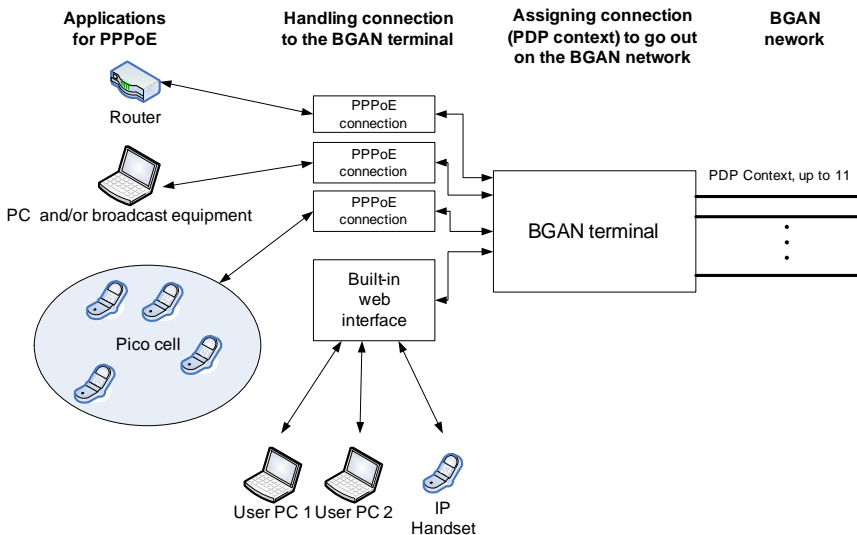 Applications
for PPPoE
Handling connection
to the BGAN terminal
Assigning connection
(PDP context) to go out
on the BGAN network
BGAN
nework
Router
PPPoE
connection
PPPoE
connection
PC and/or broadcast equipment
PPPoE
connection
BGAN terminal
PDP Context, up to 11
Built-in
web
interface
Pico cell
User PC 1
User PC 2
IP
Handset